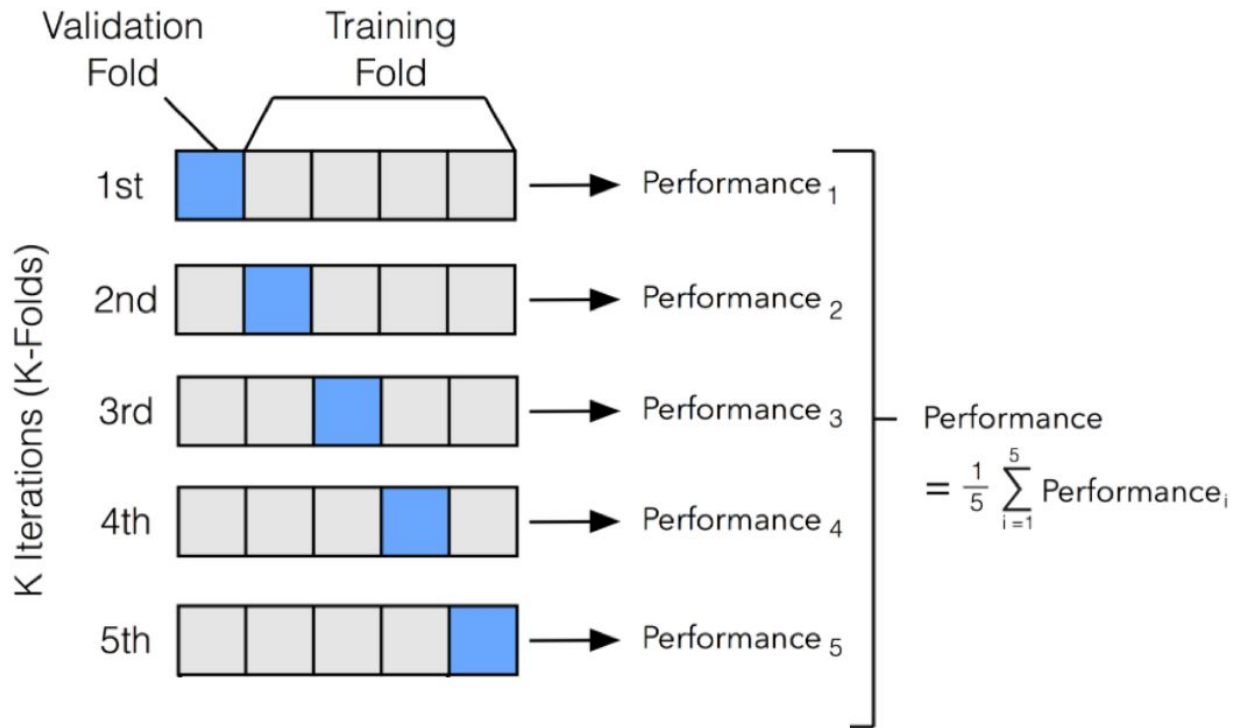 Validation
Fold
Training
Fold
K Iterations (K-Folds)
1st
Performance 1
2nd
Performance 2
3rd
Performance 3
4th
Performance 4
5th
Performance 5
Performance
= 1/5 5∑i=1 Performance i